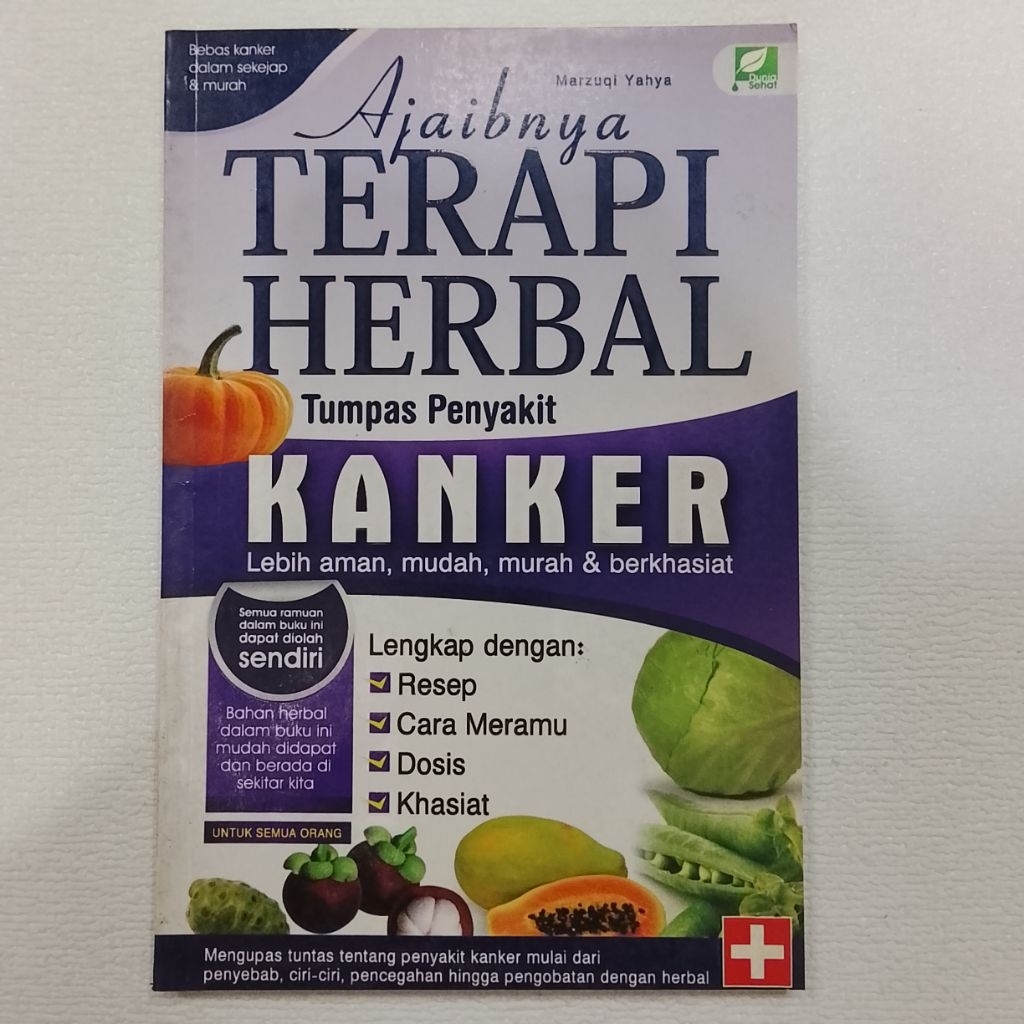 Bebas kanker
dalam sekejap
& murah
Marzuqi Yahya
Dunia
Sehat
Ajaibnya
TERAPI
HERBAL
Tumpas Penyakit
KANKER
Lebih aman, mudah, murah & berkhasiat
Semua ramuan
dalam buku ini
dapat diolah
sendiri
Bahan herbal
dalam buku ini
mudah didapat
dan berada di
sekitar kita
UNTUK SEMUA ORANG
Lengkap dengan:
Resep
Cara Meramu
Dosis
Khasiat
Mengupas tuntas tentang penyakit kanker mulai dari
penyebab, ciri-ciri, pencegahan hingga pengobatan dengan herbal